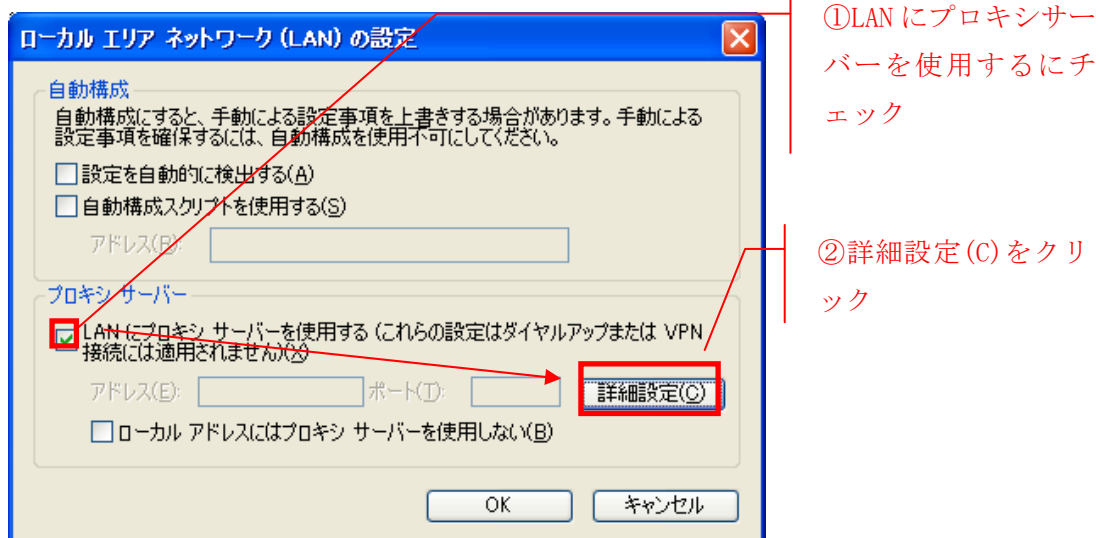 ローカル エリア ネットワーク (LAN) の設定
自動構成
自動構成にすると、手動による設定事項を上書きする場合があります。手動による
設定事項を確保するには、自動構成を使用不可にしてください。
設定を自動的に検出する(A)
自動構成スクリプトを使用する(S)
アドレス(R):
プロキシ サーバー
LAN にプロキシ サーバーを使用する (これらの設定はダイヤルアップまたは VPN
接続には適用されません)(X)
アドレス(E):
ポート(T):
詳細設定(C)
ローカル アドレスにはプロキシ サーバーを使用しない(B)
OK
キャンセル
①LAN にプロキシサー
バーを使用するにチ
ェック
②詳細設定(C)をクリ
ック